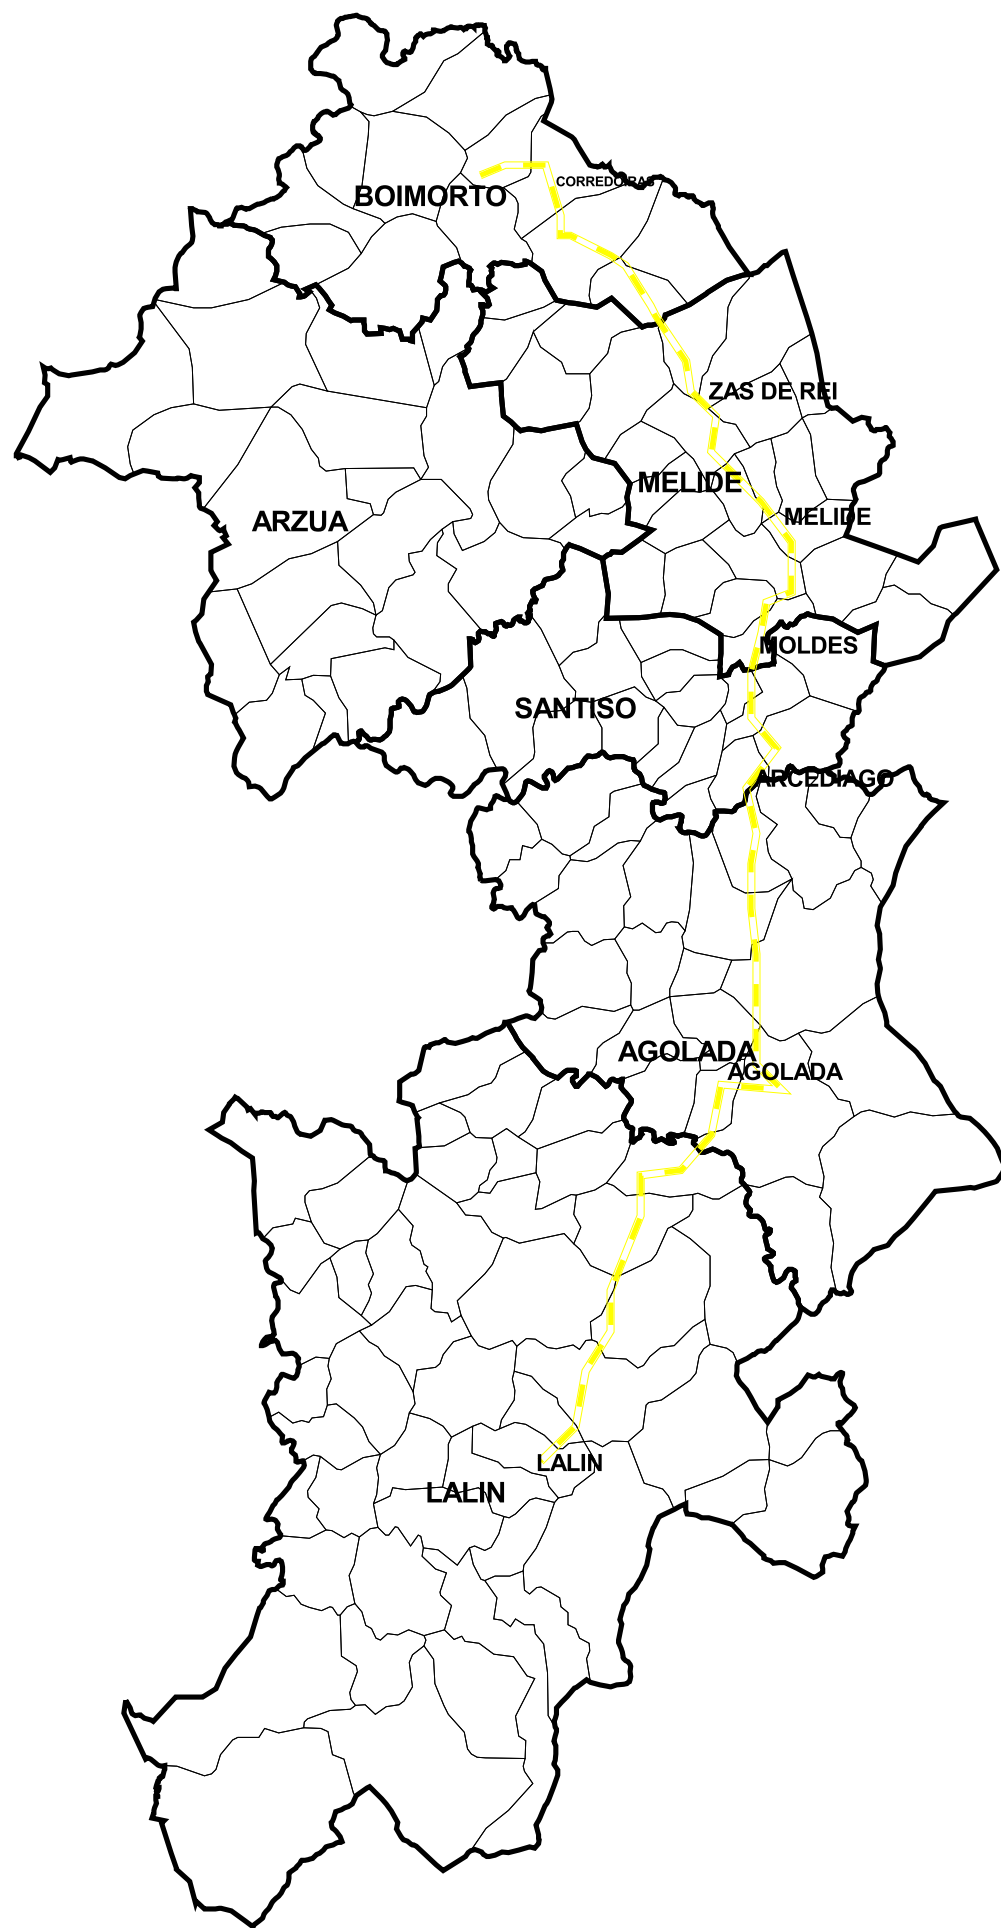 CORREDOIRAS
BOIMORTO
ZAS DE REI
MELIDE
MELIDE
ARZUA
MOLDES
SANTISO
ARCEDIAGO
AGOLADA
AGOLADA
LALIN
LALIN